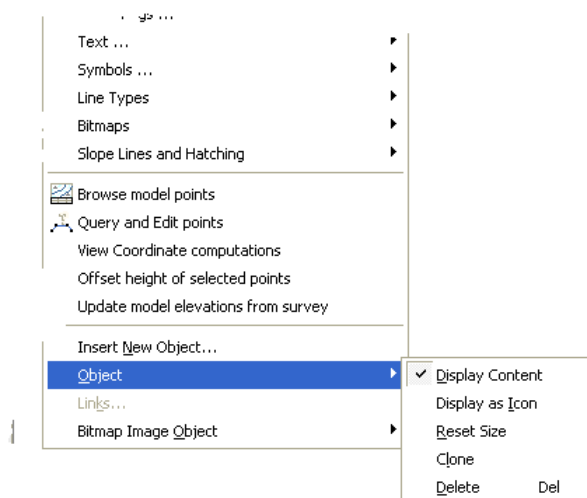 Text ...
Symbols ...
Line Types
Bitmaps
Slope Lines and Hatching
Browse model points
Query and Edit points
View Coordinate computations
Offset height of selected points
Update model elevations from survey
Insert New Object...
Object
Links...
Bitmap Image Object
Display Content
Display as Icon
Reset Size
Clone
Delete Del